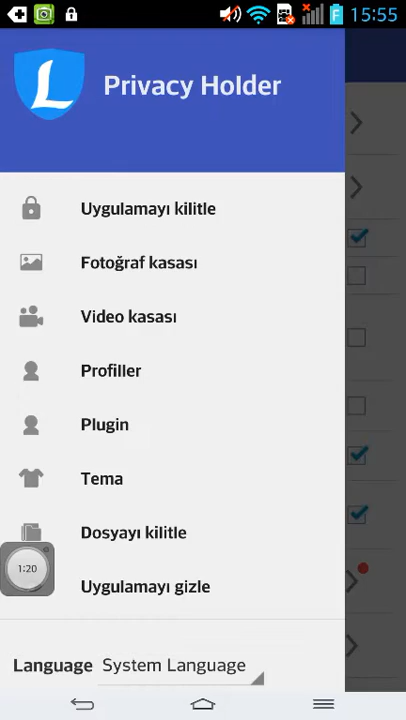 F 15:55
L Privacy Holder
Uygulamayı kilitle
Fotoğraf kasası
Video kasası
Profiller
Plugin
Tema
Dosyayı kilitle
1:20
Uygulamayı gizle
Language System Language